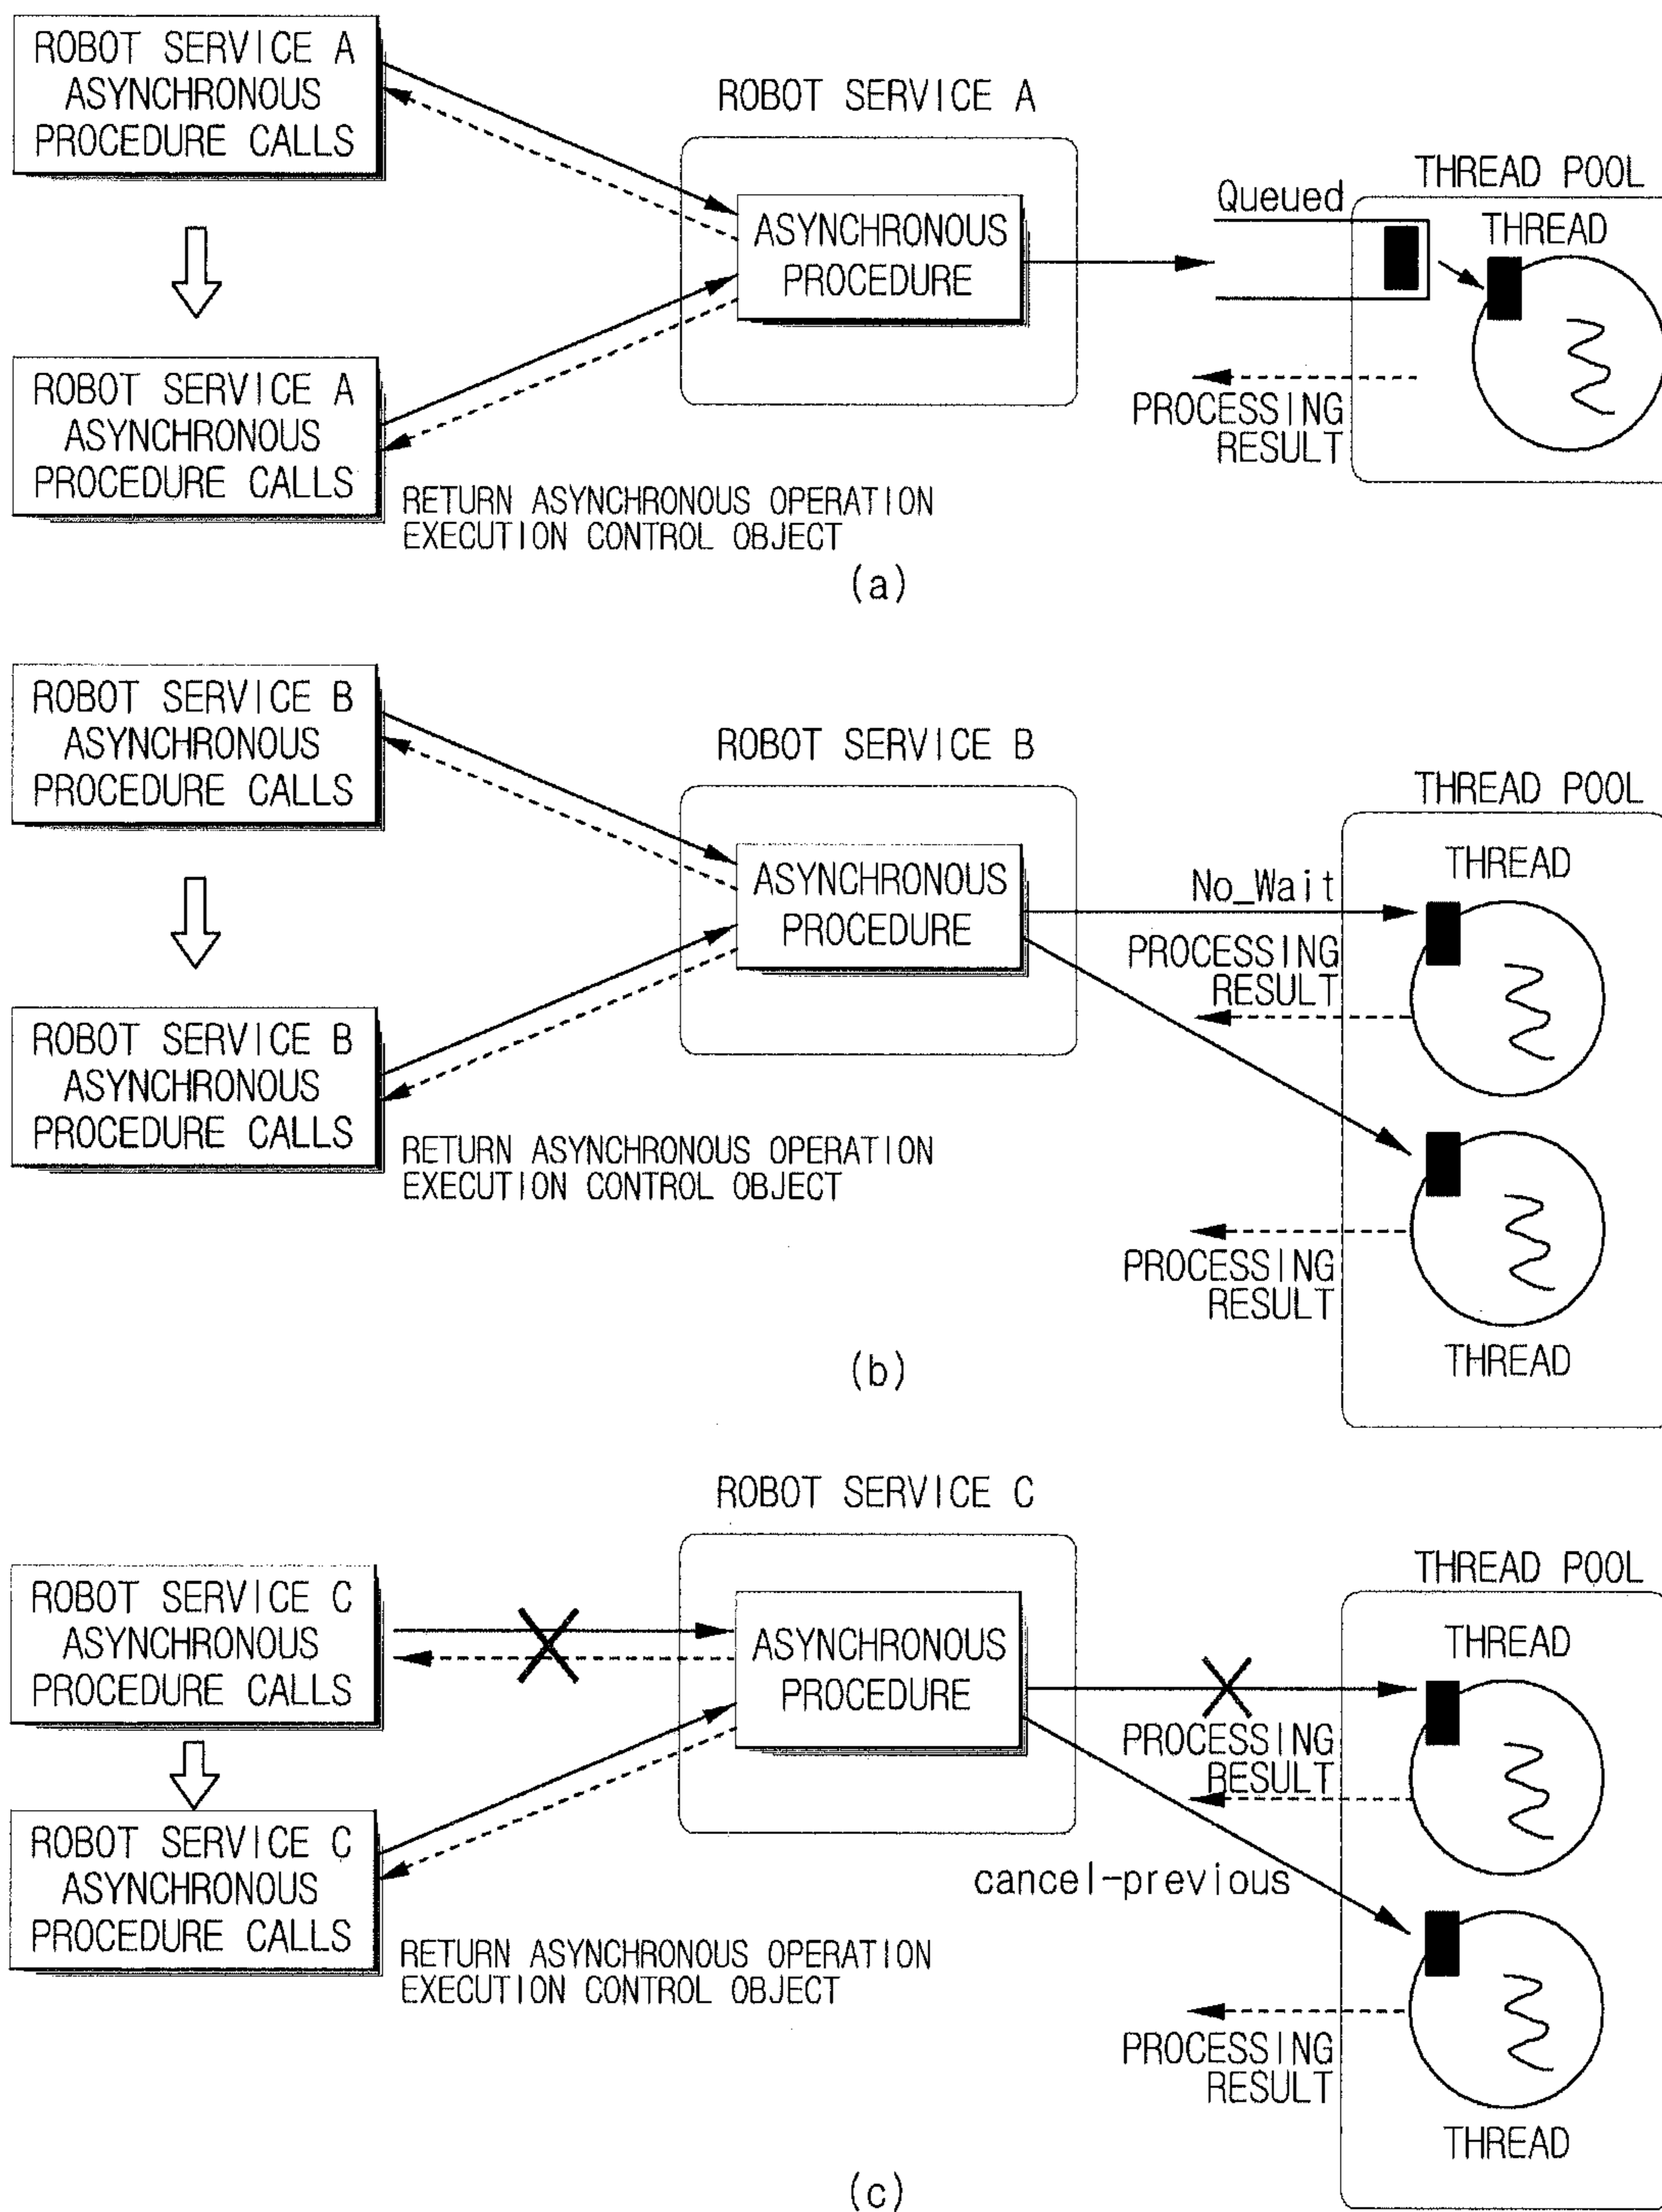 ROBOT SERVICE A
ASYNCHRONOUS
PROCEDURE CALLS
ROBOT SERVICE A
ASYNCHRONOUS
PROCEDURE
Queued
THREAD POOL
THREAD
PROCESSING
RESULT
ROBOT SERVICE A
ASYNCHRONOUS
PROCEDURE CALLS
RETURN ASYNCHRONOUS OPERATION
EXECUTION CONTROL OBJECT
(a)
ROBOT SERVICE B
ASYNCHRONOUS
PROCEDURE CALLS
ROBOT SERVICE B
ASYNCHRONOUS
PROCEDURE
THREAD POOL
THREAD
No_Wait
PROCESSING
RESULT
ROBOT SERVICE B
ASYNCHRONOUS
PROCEDURE CALLS
RETURN ASYNCHRONOUS OPERATION
EXECUTION CONTROL OBJECT
PROCESSING
RESULT
THREAD
(b)
ROBOT SERVICE C
ASYNCHRONOUS
PROCEDURE CALLS
ROBOT SERVICE C
ASYNCHRONOUS
PROCEDURE
THREAD POOL
THREAD
PROCESSING
RESULT
cancel-previous
ROBOT SERVICE C
ASYNCHRONOUS
PROCEDURE CALLS
RETURN ASYNCHRONOUS OPERATION
EXECUTION CONTROL OBJECT
PROCESSING
RESULT
THREAD
(c)